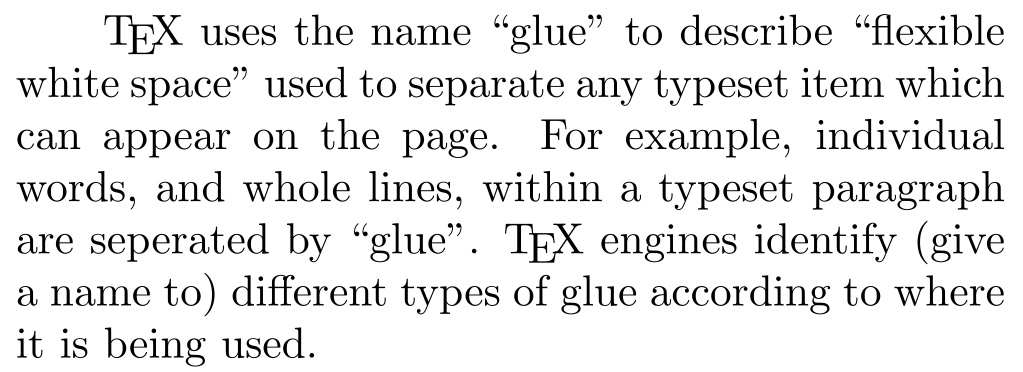 TEX uses the name “glue” to describe “flexible
white space” used to separate any typeset item which
can appear on the page. For example, individual
words, and whole lines, within a typeset paragraph
are seperated by “glue”. TEX engines identify (give
a name to) different types of glue according to where
it is being used.